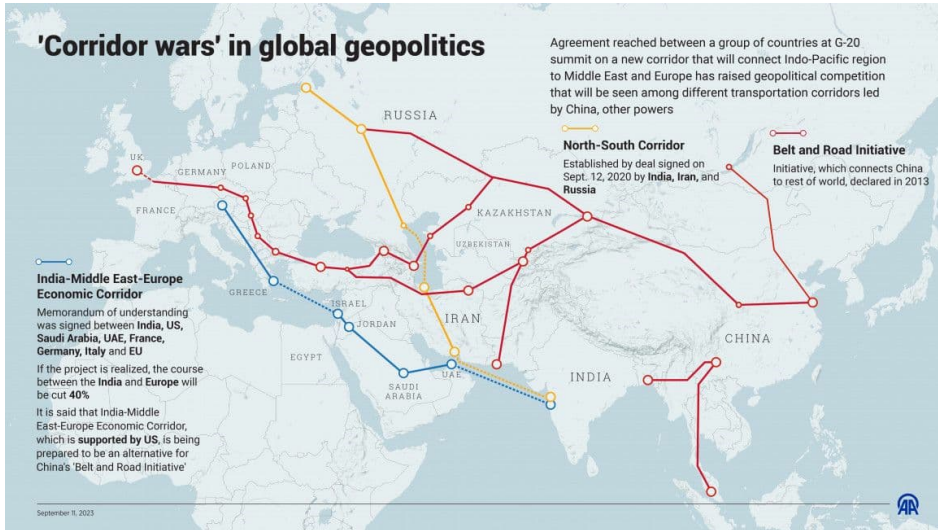 'Corridor wars' in global geopolitics
Agreement reached between a group of countries at G-20
summit on a new corridor that will connect Indo-Pacific region
to Middle East and Europe has raised geopolitical competition
that will be seen among different transportation corridors led
by China, other powers
North-South Corridor
Established by deal signed on
Sept. 12, 2020 by India, Iran, and
Russia
Belt and Road Initiative
Initiative, which connects China
to rest of world, declared in 2013
RUSSIA
UK
GERMANY
POLAND
FRANCE
KAZAKHSTAN
UZBEKISTAN
GREECE
ISRAEL
JORDAN
IRAN
EGYPT
SAUDI
ARABIA
UAE
INDIA
CHINA
India-Middle East-Europe
Economic Corridor
Memorandum of understanding
was signed between India, US,
Saudi Arabia, UAE, France,
Germany, Italy and EU
If the project is realized, the course
between the India and Europe will
be cut 40%
It is said that India-Middle
East-Europe Economic Corridor,
which is supported by US, is being
prepared to be an alternative for
China's 'Belt and Road Initiative'
September 11, 2023
AA